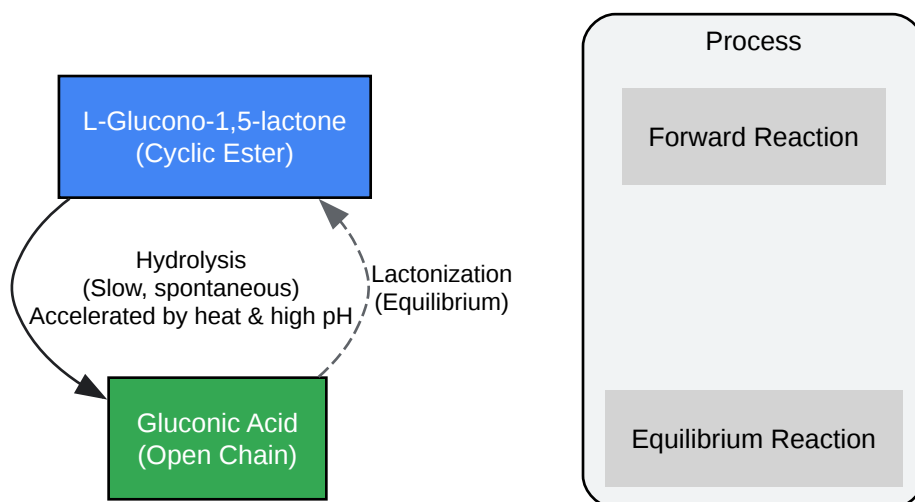 L-Glucono-1,5-lactone
(Cyclic Ester)
Hydrolysis
(Slow, spontaneous)
Accelerated by heat & high pH
Lactonization
(Equilibrium)
Gluconic Acid
(Open Chain)
Process
Forward Reaction
Equilibrium Reaction